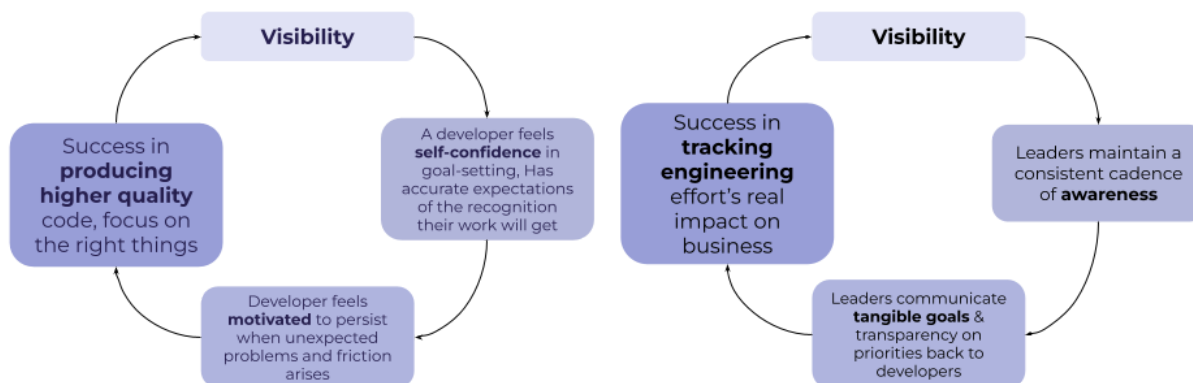 Visibility
A developer feels
self-confidence in
goal-setting, Has
accurate expectations
of the recognition
their work will get
Developer feels
motivated to persist
when unexpected
problems and friction
arises
Success in
producing
higher quality
code, focus on
the right things
Visibility
Leaders maintain a
consistent cadence
of awareness
Leaders communicate
tangible goals &
transparency on
priorities back to
developers
Success in
tracking
engineering
effort's real
impact on
business